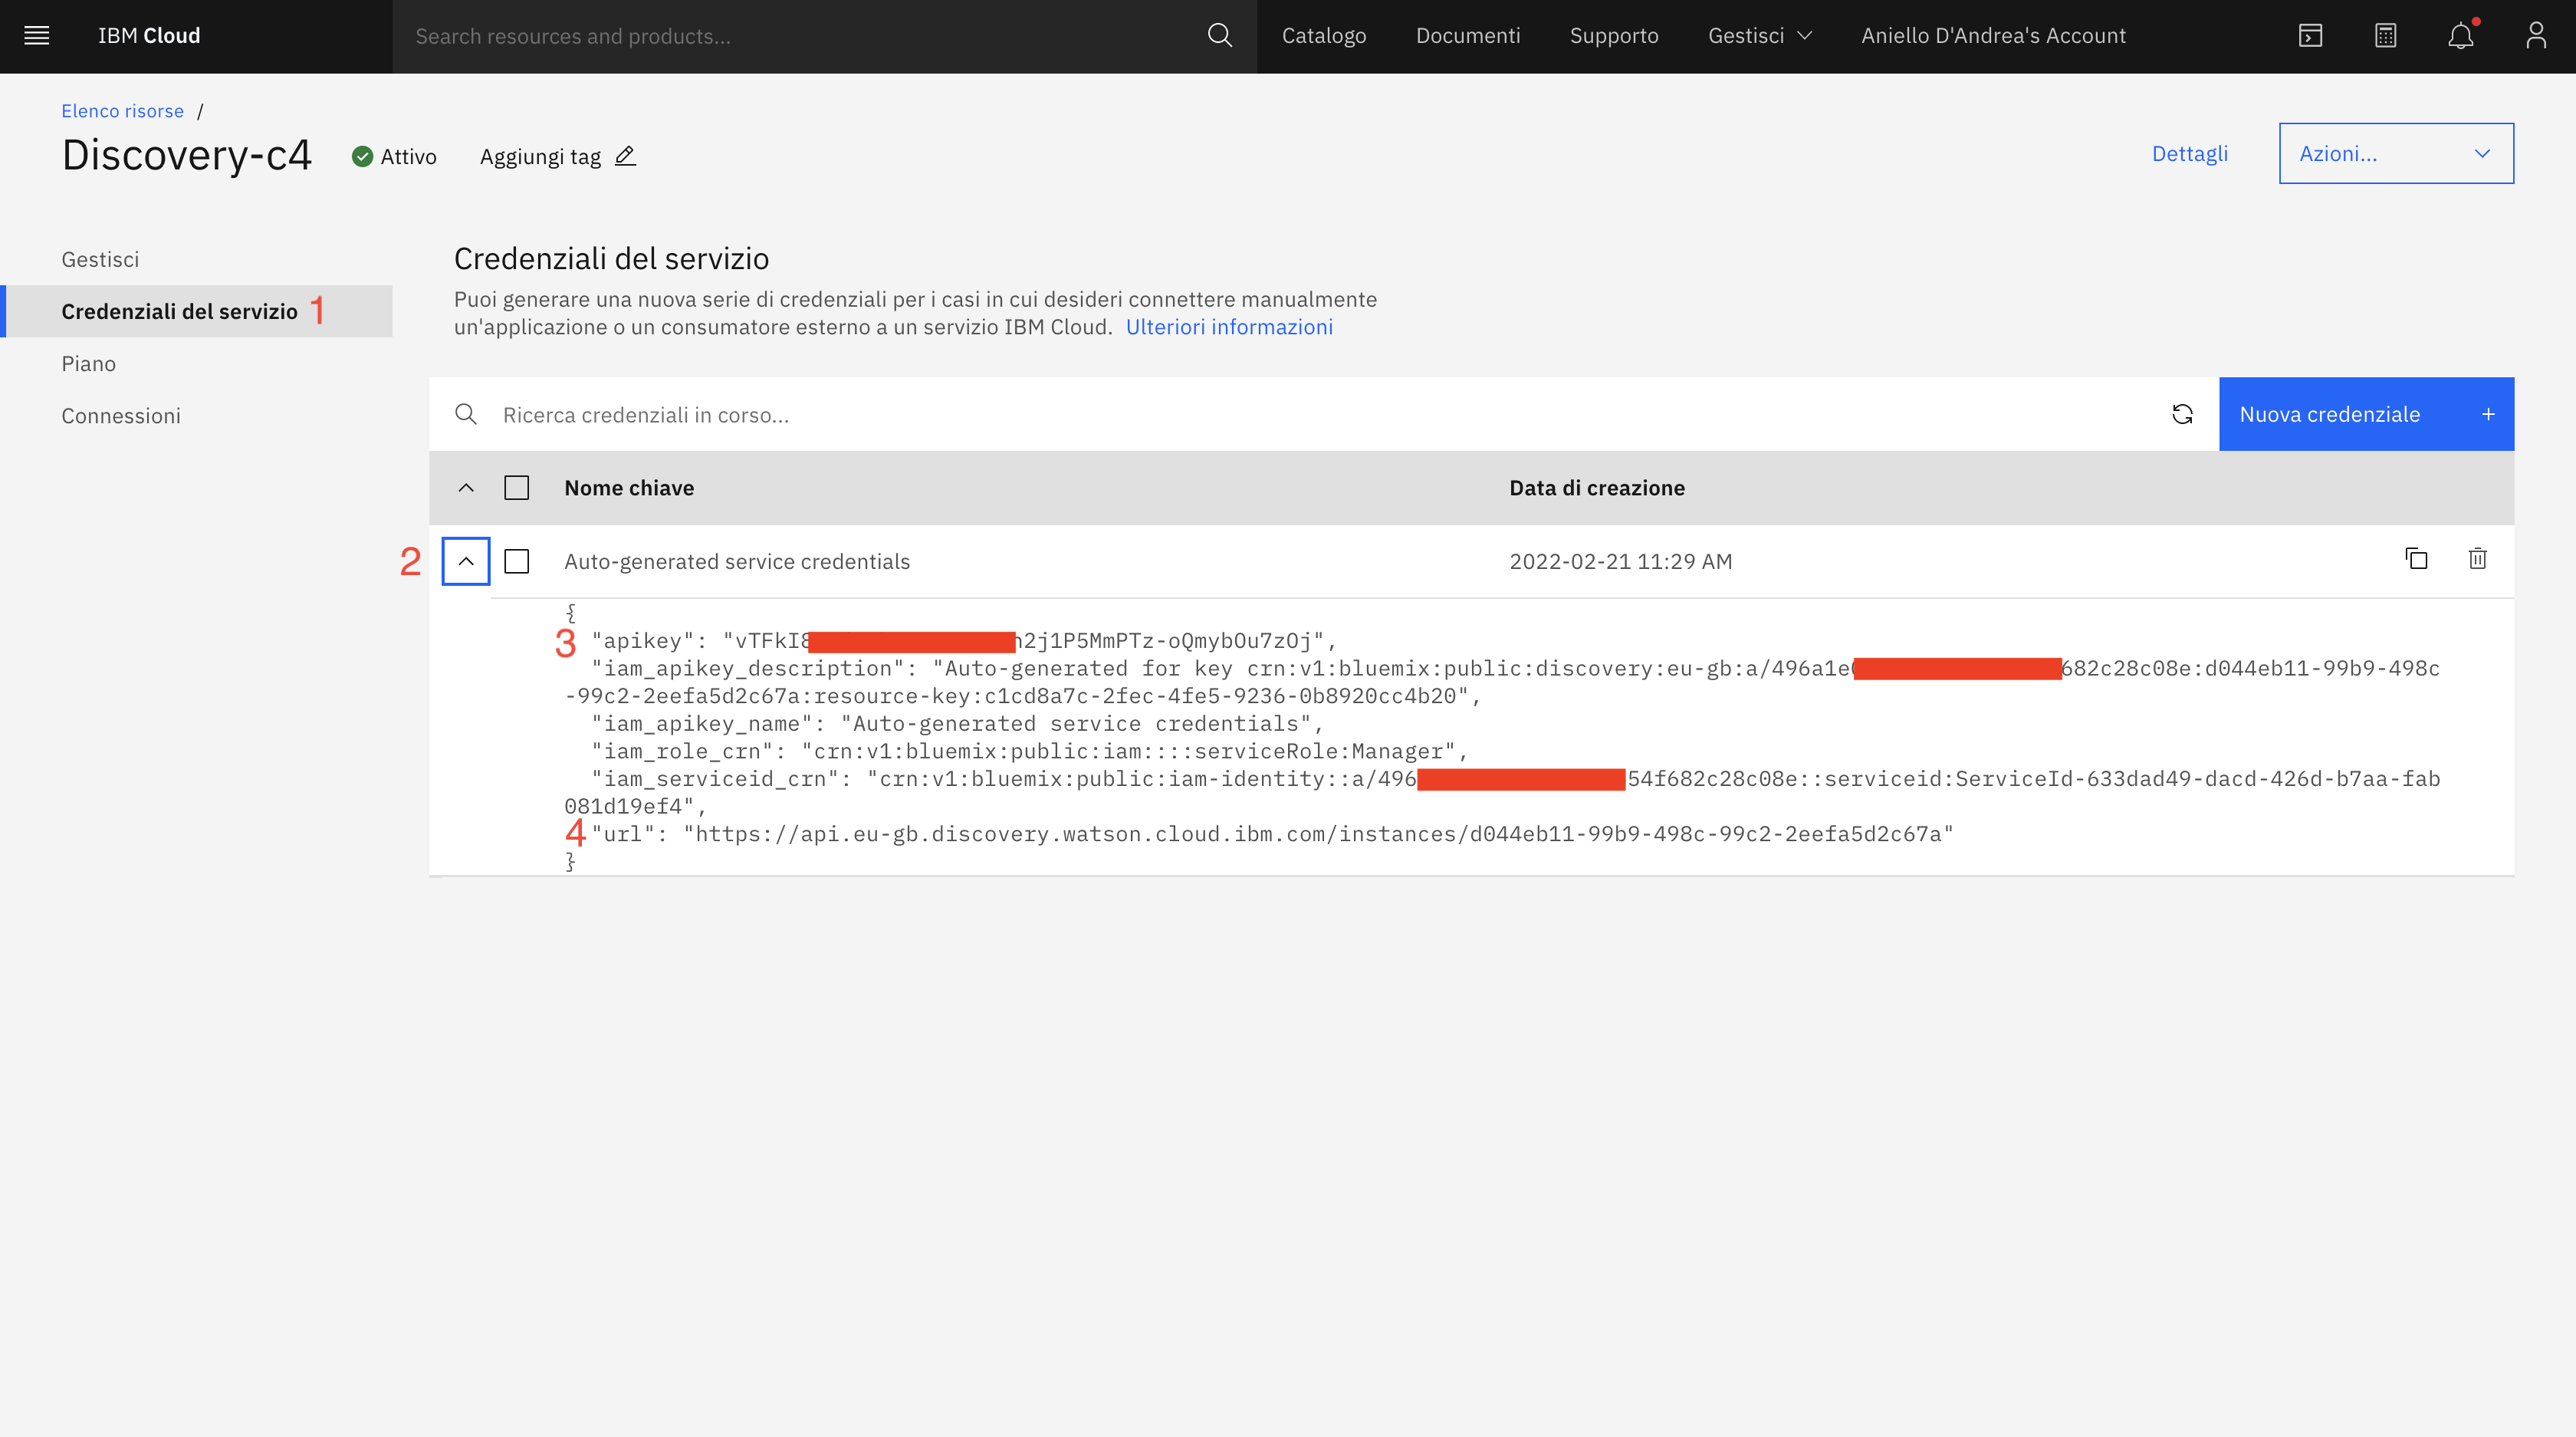 IBM Cloud
Search resources and products...
Catalogo
Documenti
Supporto
Gestisci
Aniello D'Andrea's Account
Elenco risorse /
Discovery-c4
Attivo
Aggiungi tag
Dettagli
Azioni...
Gestisci
Credenziali del servizio 1
Piano
Connessioni
Credenziali del servizio
Puoi generare una nuova serie di credenziali per i casi in cui desideri connettere manualmente
un'applicazione o un consumatore esterno a un servizio IBM Cloud. Ulteriori informazioni
Ricerca credenziali in corso...
Nuova credenziale +
Nome chiave
Data di creazione
2
Auto-generated service credentials
2022-02-21 11:29 AM
{
3 "apikey": "vTFkI8 h2j1P5MmPTz-oQmybOu7zOj",
"iam_apikey_description": "Auto-generated for key crn:v1:bluemix:public:discovery:eu-gb:a/496a1e 682c28c08e:d044eb11-99b9-498c
-99c2-2eefa5d2c67a:resource-key:c1cd8a7c-2fec-4fe5-9236-0b8920cc4b20",
"iam_apikey_name": "Auto-generated service credentials",
"iam_role_crn": "crn:v1:bluemix:public:iam::::serviceRole:Manager",
"iam_serviceid_crn": "crn:v1:bluemix:public:iam-identity::a/496 54f682c28c08e::serviceid:ServiceId-633dad49-dacd-426d-b7aa-fab
081d19ef4",
4 "url": "https://api.eu-gb.discovery.watson.cloud.ibm.com/instances/d044eb11-99b9-498c-99c2-2eefa5d2c67a"
}